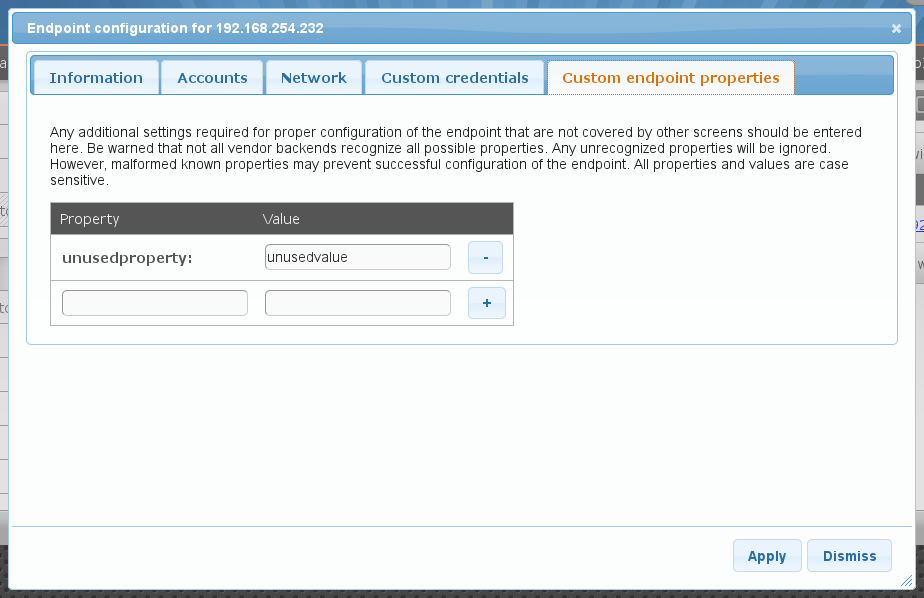 Endpoint configuration for 192.168.254.232
Information
Accounts
Network
Custom credentials
Custom endpoint properties
Any additional settings required for proper configuration of the endpoint that are not covered by other screens should be entered
here. Be warned that not all vendor backends recognize all possible properties. Any unrecognized properties will be ignored.
However, malformed known properties may prevent successful configuration of the endpoint. All properties and values are case
sensitive.
Property Value
unusedproperty: unusedvalue -
+
Apply Dismiss